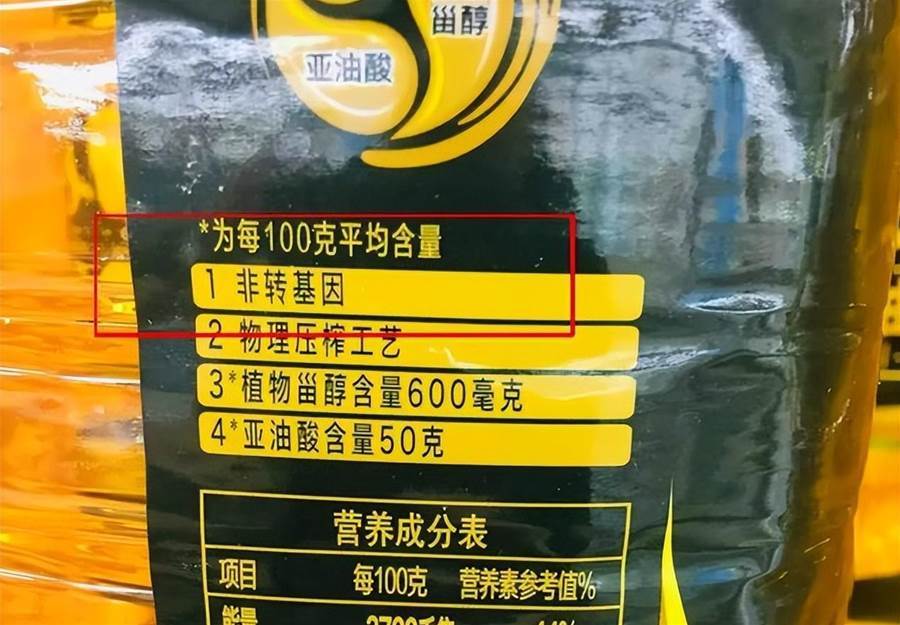 甾醇
亚油酸
*为每100克平均含量
1 非转基因
2 物理压榨工艺
3*植物甾醇含量600毫克
4*亚油酸含量50克
营养成分表
项目 每100克 营养素参考值%
能量